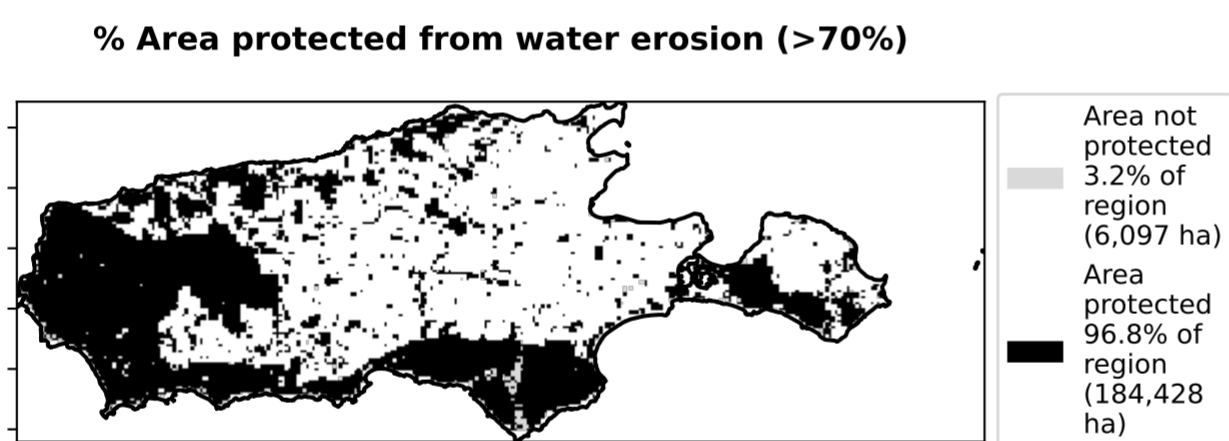 % Area protected from water erosion (>70%)
Area not
protected
3.2% of
region
(6,097 ha)
Area
protected
96.8% of
region
(184,428
ha)